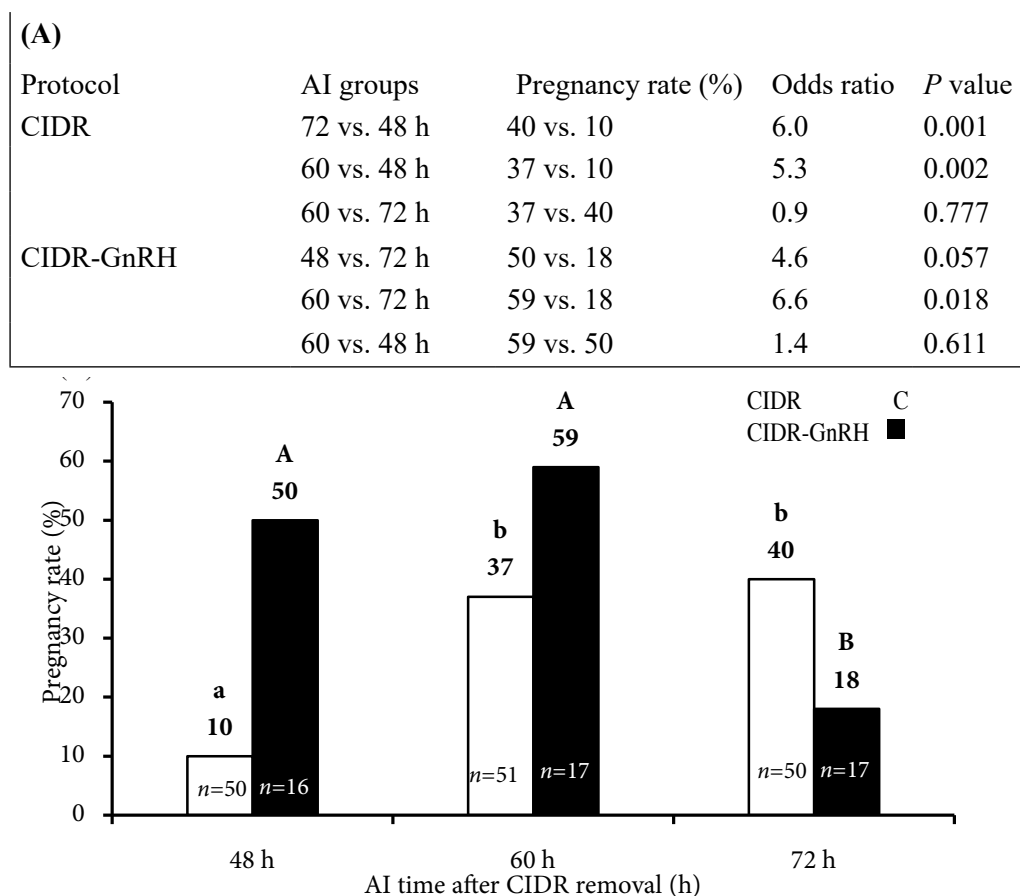 (A)
Protocol AI groups Pregnancy rate (%) Odds ratio P value
CIDR 72 vs. 48 h 40 vs. 10 6.0 0.001
60 vs. 48 h 37 vs. 10 5.3 0.002
60 vs. 72 h 37 vs. 40 0.9 0.777
CIDR-GnRH 48 vs. 72 h 50 vs. 18 4.6 0.057
60 vs. 72 h 59 vs. 18 6.6 0.018
60 vs. 48 h 59 vs. 50 1.4 0.611
Pregnancy rate (%)
70
60
50
40
30
20
10
0
CIDR C
CIDR-GnRH
a
10
n=50
A
50
n=16
b
37
n=51
A
59
n=17
b
40
n=50
B
18
n=17
48 h 60 h 72 h
AI time after CIDR removal (h)